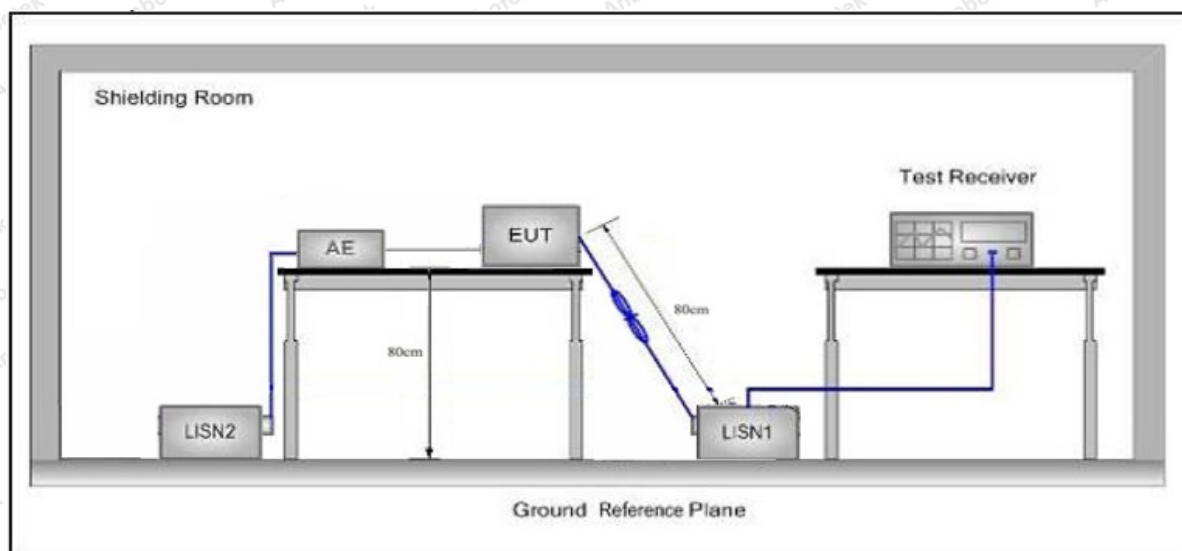 Shielding Room
Test Receiver
AE
EUT
80cm
80cm
LISN2
LISN1
Ground Reference Plane